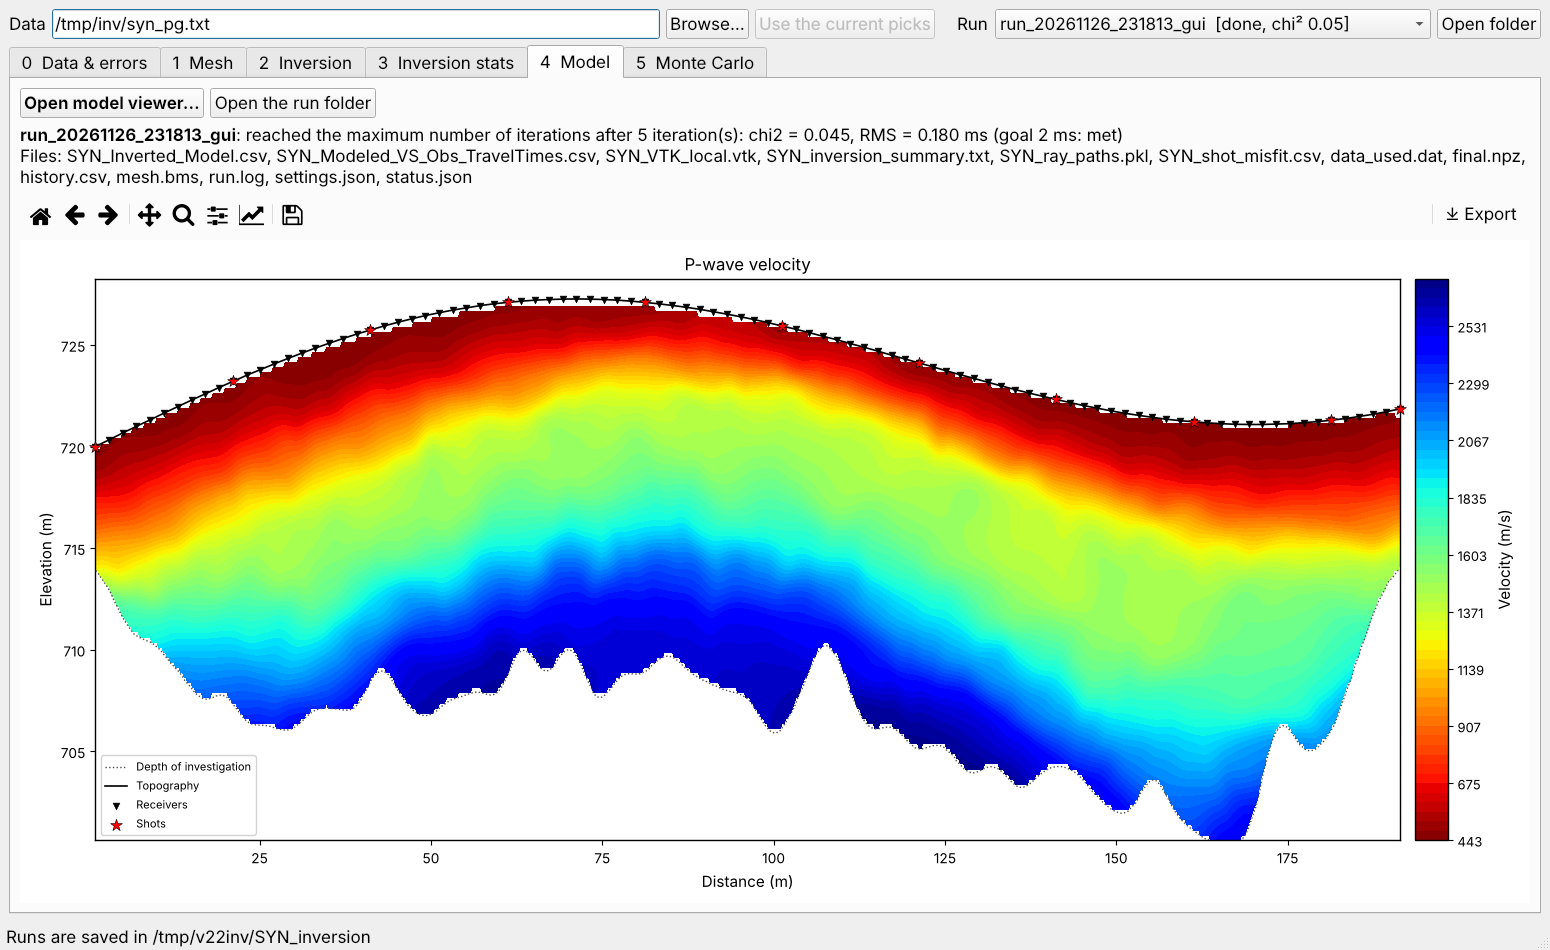 Data /tmp/inv/syn_pg.txt Browse... Use the current picks Run run_20261126_231813_gui [done, chi² 0.05] Open folder
0 Data & errors 1 Mesh 2 Inversion 3 Inversion stats 4 Model 5 Monte Carlo
Open model viewer... Open the run folder
run_20261126_231813_gui: reached the maximum number of iterations after 5 iteration(s): chi2 = 0.045, RMS = 0.180 ms (goal 2 ms: met)
Files: SYN_Inverted_Model.csv, SYN_Modeled_VS_Obs_TravelTimes.csv, SYN_VTK_local.vtk, SYN_inversion_summary.txt, SYN_ray_paths.pkl, SYN_shot_misfit.csv, data_used.dat, final.npz,
history.csv, mesh.bms, run.log, settings.json, status.json
Export
P-wave velocity
725
720
715
710
705
Elevation (m)
Depth of investigation
Topography
Receivers
Shots
25 50 75 100 125 150 175
Distance (m)
2531
2299
2067
1835
1603
1371
1139
907
675
443
Velocity (m/s)
Runs are saved in /tmp/v22inv/SYN_inversion